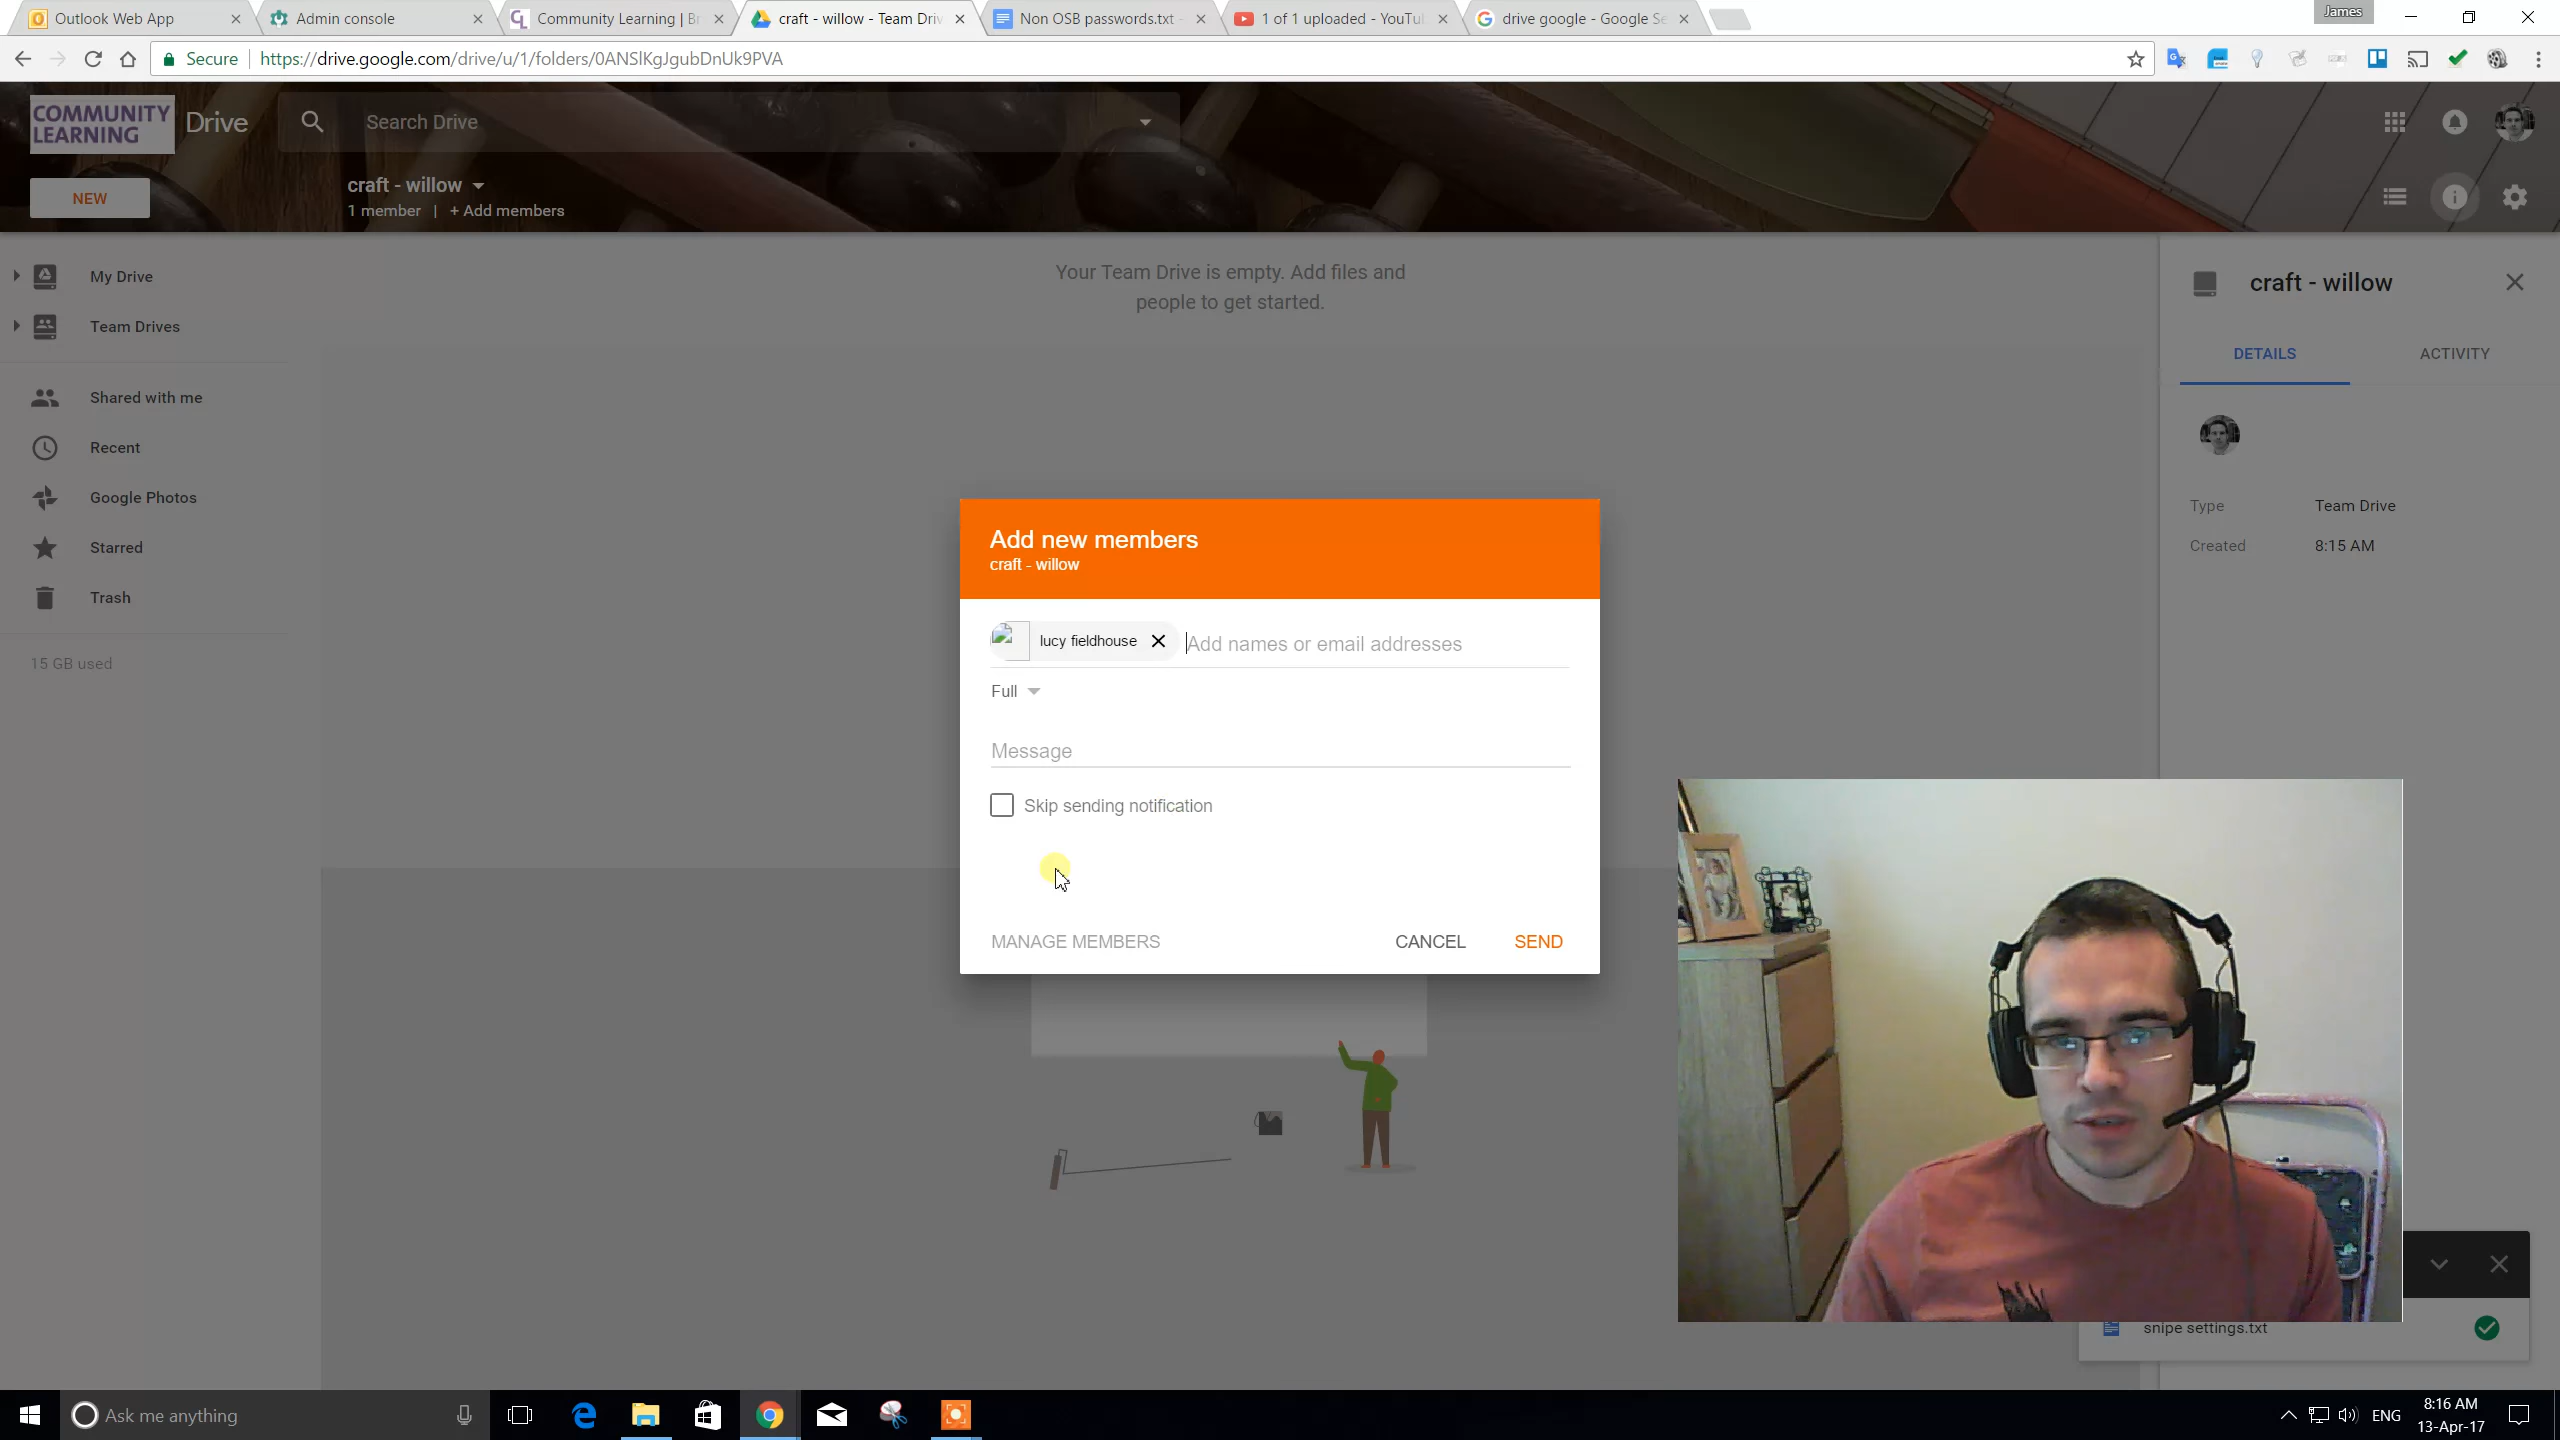 Outlook Web App
Admin console
Community Learning | Br
craft - willow - Team Driv
Non OSB passwords.txt -
1 of 1 uploaded - YouTu
drive google - Google Se
James
Secure
https://drive.google.com/drive/u/1/folders/0ANSlKgJgubDnUk9PVA
COMMUNITY
LEARNING
Drive
Search Drive
NEW
craft - willow
1 member | + Add members
My Drive
Team Drives
Shared with me
Recent
Google Photos
Starred
Trash
15 GB used
Your Team Drive is empty. Add files and
people to get started.
craft - willow
DETAILS
ACTIVITY
Type
Team Drive
Created
8:15 AM
Add new members
craft - willow
lucy fieldhouse
Add names or email addresses
Full
Message
Skip sending notification
MANAGE MEMBERS
CANCEL
SEND
snipe settings.txt
Ask me anything
ENG
8:16 AM
13-Apr-17